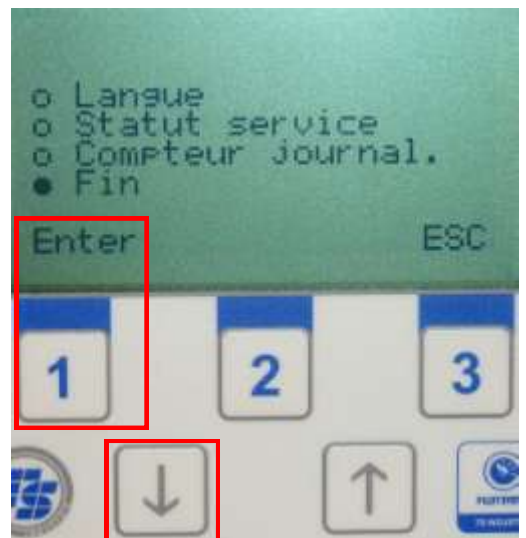 o Langue
o Statut service
o Compteur journal.
● Fin
Enter ESC
1 2 3
↓ ↑